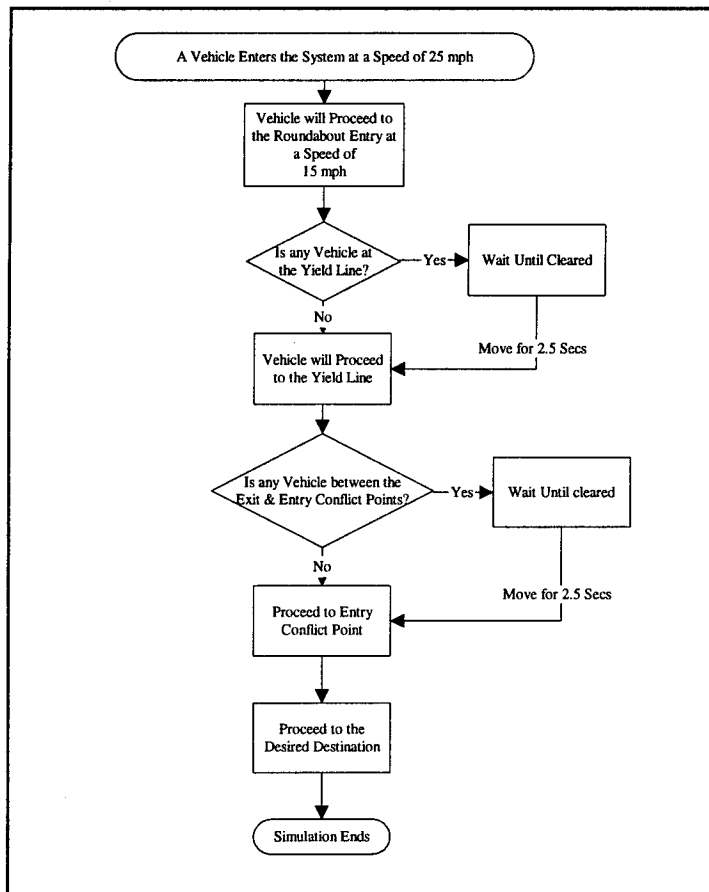 A Vehicle Enters the System at a Speed of 25 mph
Vehicle will Proceed to
the Roundabout Entry at
a Speed of
15 mph
Is any Vehicle at
the Yield Line?
Yes
Wait Until Cleared
No
Move for 2.5 Secs
Vehicle will Proceed
to the Yield Line
Is any Vehicle between the
Exit & Entry Conflict Points?
Yes
Wait Until cleared
No
Move for 2.5 Secs
Proceed to Entry
Conflict Point
Proceed to the
Desired Destination
Simulation Ends